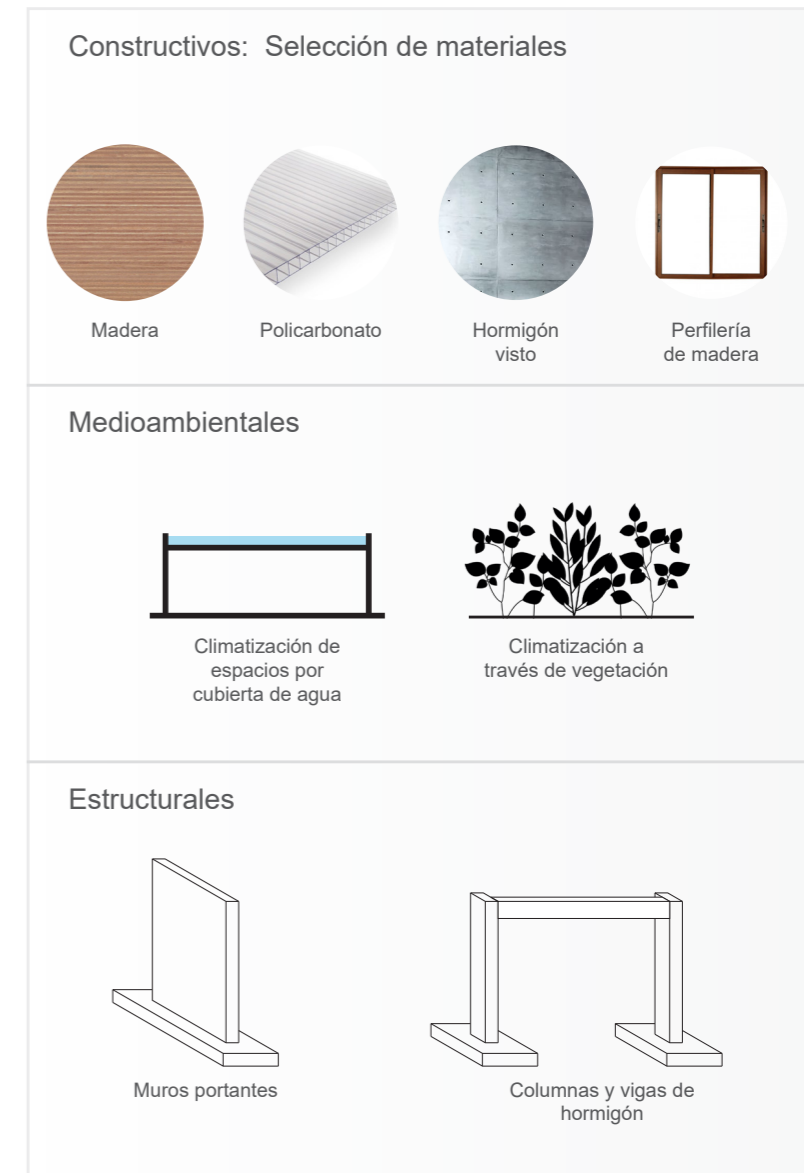 Constructivos: Selección de materiales
Madera
Policarbonato
Hormigón
visto
Perfilería
de madera
Medioambientales
Climatización de
espacios por
cubierta de agua
Climatización a
través de vegetación
Estructurales
Muros portantes
Columnas y vigas de
hormigón